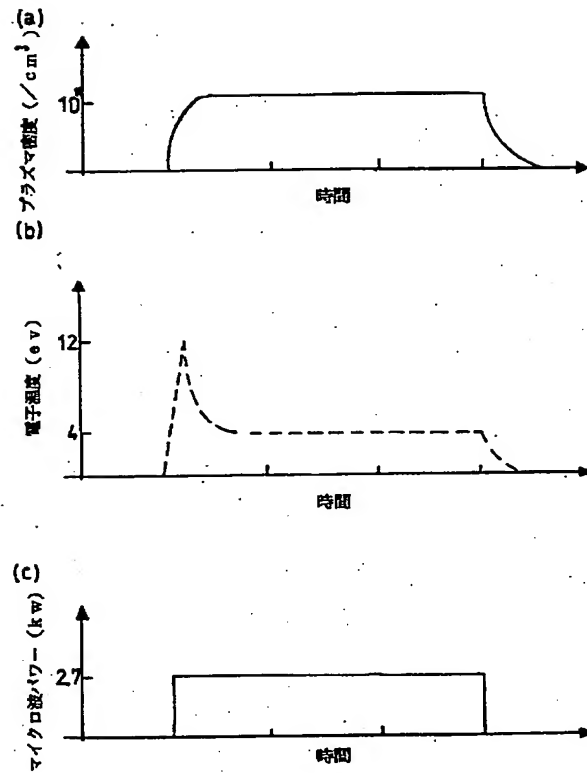 (a)
プラズマ密度 (/cm³)
10
時間
(b)
電子温度 (ev)
12
4
時間
(c)
マイクロ波パワー (kw)
2.7
時間